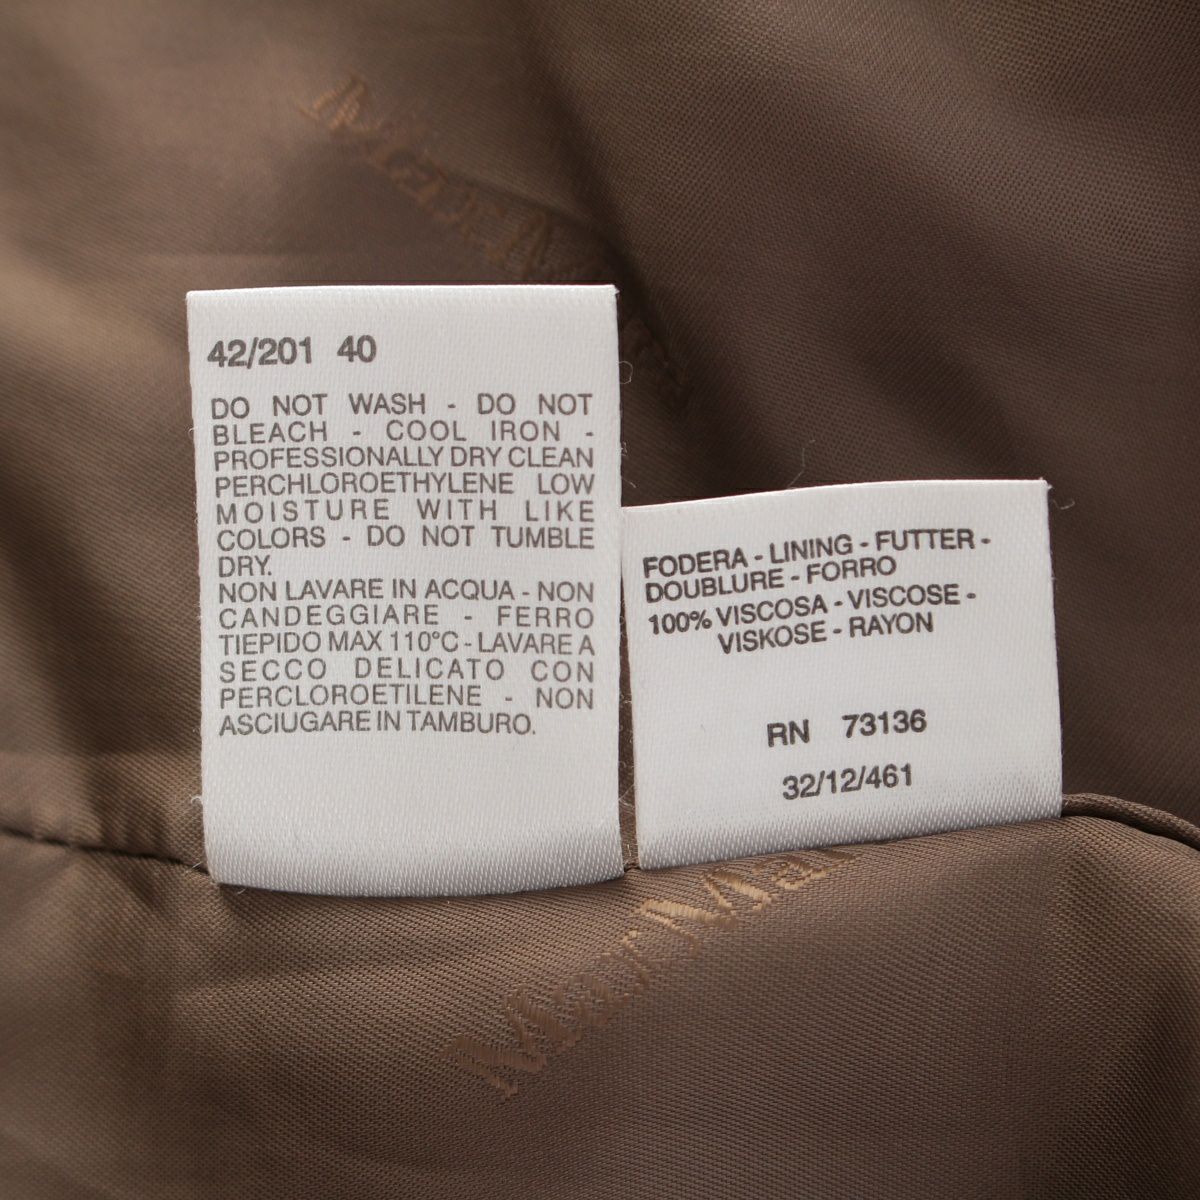 MaxMara
42/201 40
DO NOT WASH - DO NOT
BLEACH - COOL IRON -
PROFESSIONALLY DRY CLEAN
PERCHLOROETHYLENE LOW
MOISTURE WITH LIKE
COLORS - DO NOT TUMBLE
DRY.
NON LAVARE IN ACQUA - NON
CANDEGGIARE - FERRO
TIEPIDO MAX 110°C - LAVARE A
SECCO DELICATO CON
PERCLOROETILENE - NON
ASCIUGARE IN TAMBURO.
FODERA - LINING - FUTTER -
DOUBLURE - FORRO
100% VISCOSA - VISCOSE -
VISKOSE - RAYON
RN 73136
32/12/461
MaxMar